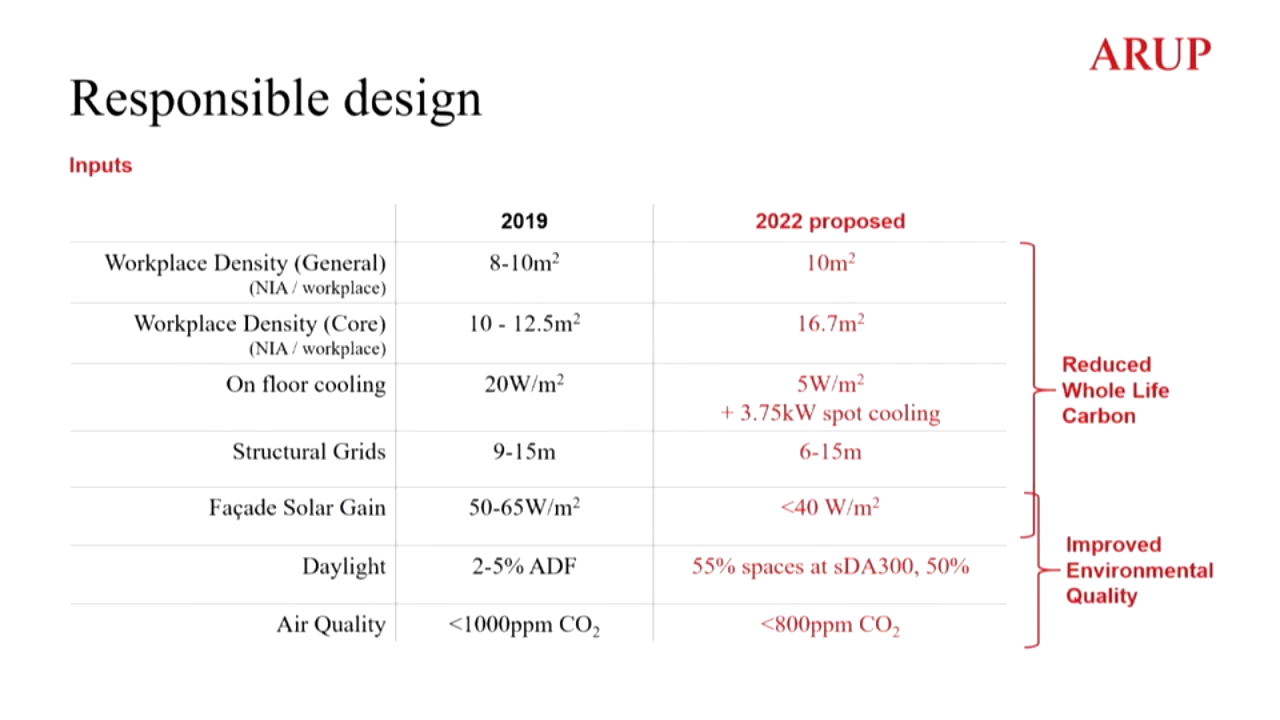 ARUP
Responsible design
Inputs
2019 2022 proposed
Workplace Density (General) 8-10m² 10m²
(NIA / workplace)
Workplace Density (Core) 10 - 12.5m² 16.7m²
(NIA / workplace)
On floor cooling 20W/m² 5W/m²
+ 3.75kW spot cooling
Structural Grids 9-15m 6-15m
Façade Solar Gain 50-65W/m² <40 W/m²
Daylight 2-5% ADF 55% spaces at sDA300, 50%
Air Quality <1000ppm CO₂ <800ppm CO₂
Reduced
Whole Life
Carbon
Improved
Environmental
Quality